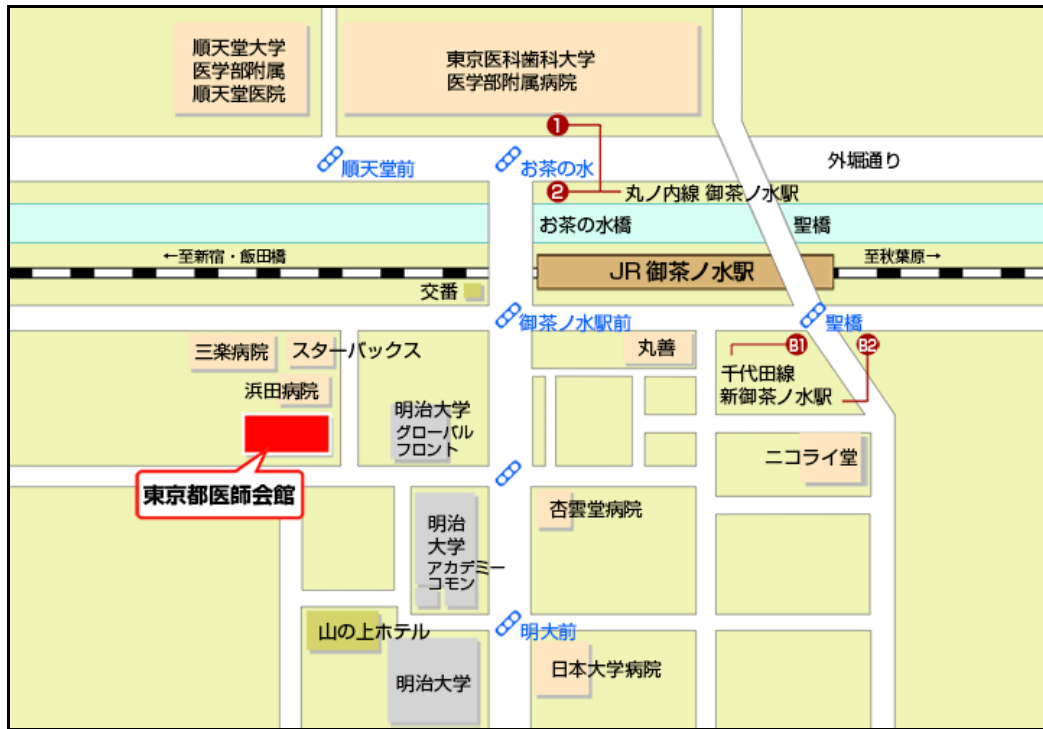 順天堂大学
医学部附属
順天堂医院
東京医科歯科大学
医学部附属病院
1
順天堂前
お茶の水
外堀通り
2
丸ノ内線 御茶ノ水駅
お茶の水橋
聖橋
←至新宿・飯田橋
JR 御茶ノ水駅
至秋葉原→
交番
御茶ノ水駅前
聖橋
三楽病院
スターバックス
丸善
B1
B2
千代田線
新御茶ノ水駅
浜田病院
明治大学
グローバル
フロント
ニコライ堂
東京都医師会館
明治
大学
アカデミー
コモン
杏雲堂病院
山の上ホテル
明大前
明治大学
日本大学病院